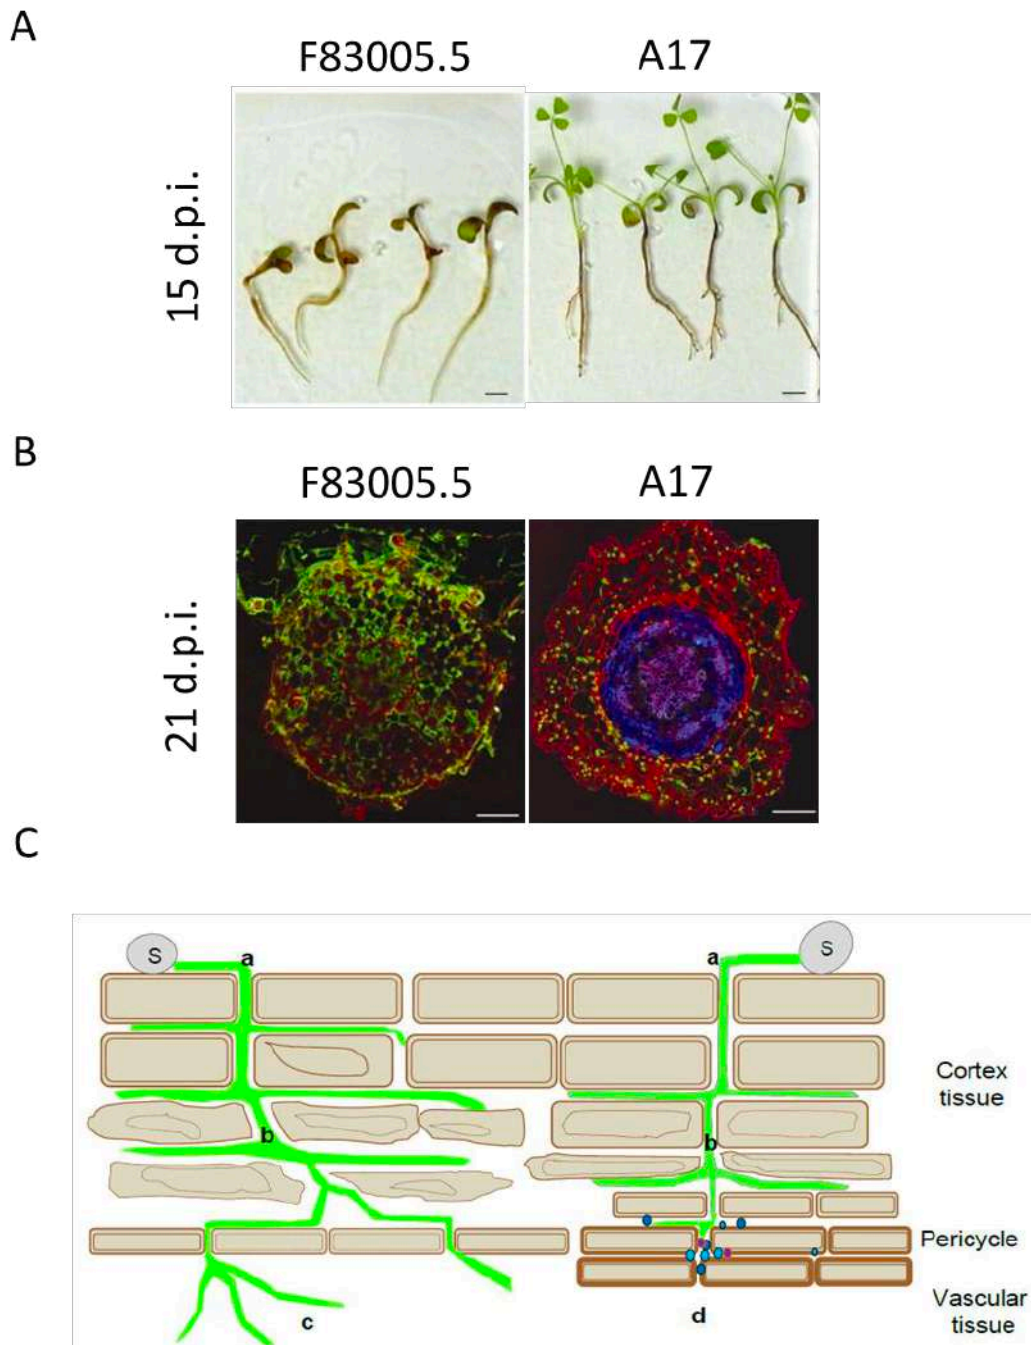 A
F83005.5 A17
15 d.p.i.
B
F83005.5 A17
21 d.p.i.
C
S a a S
Cortex
tissue
b b
Pericycle
Vascular
tissue
c d